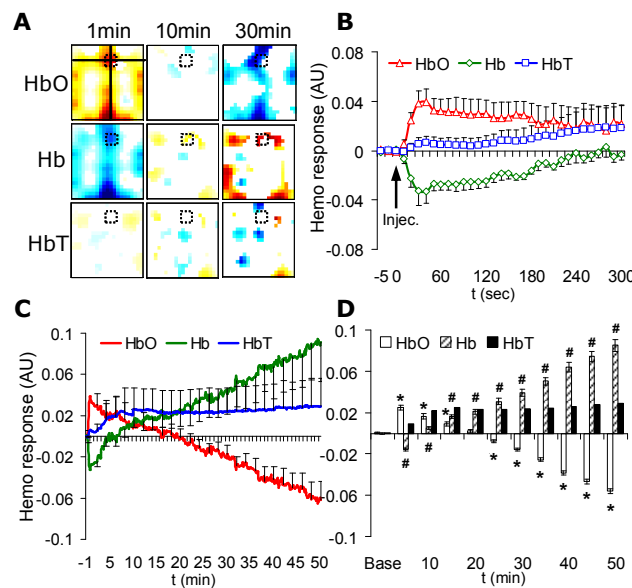 A
1min 10min 30min
HbO
Hb
HbT
B
HbO Hb HbT
Hemo response (AU)
0.08
0.04
0
-0.04
-0.08
Injec.
-5 0 60 120 180 240 300
t (sec)
C
HbO Hb HbT
Hemo response (AU)
0.1
0.06
0.02
-0.02
-0.06
-0.1
-1 5 10 15 20 25 30 35 40 45 50
t (min)
D
HbO Hb HbT
0.1
0.06
0.02
-0.02
-0.06
-0.1
* * * # # # # # # # #
# # * * * * * *
Base 10 20 30 40 50
t (min)